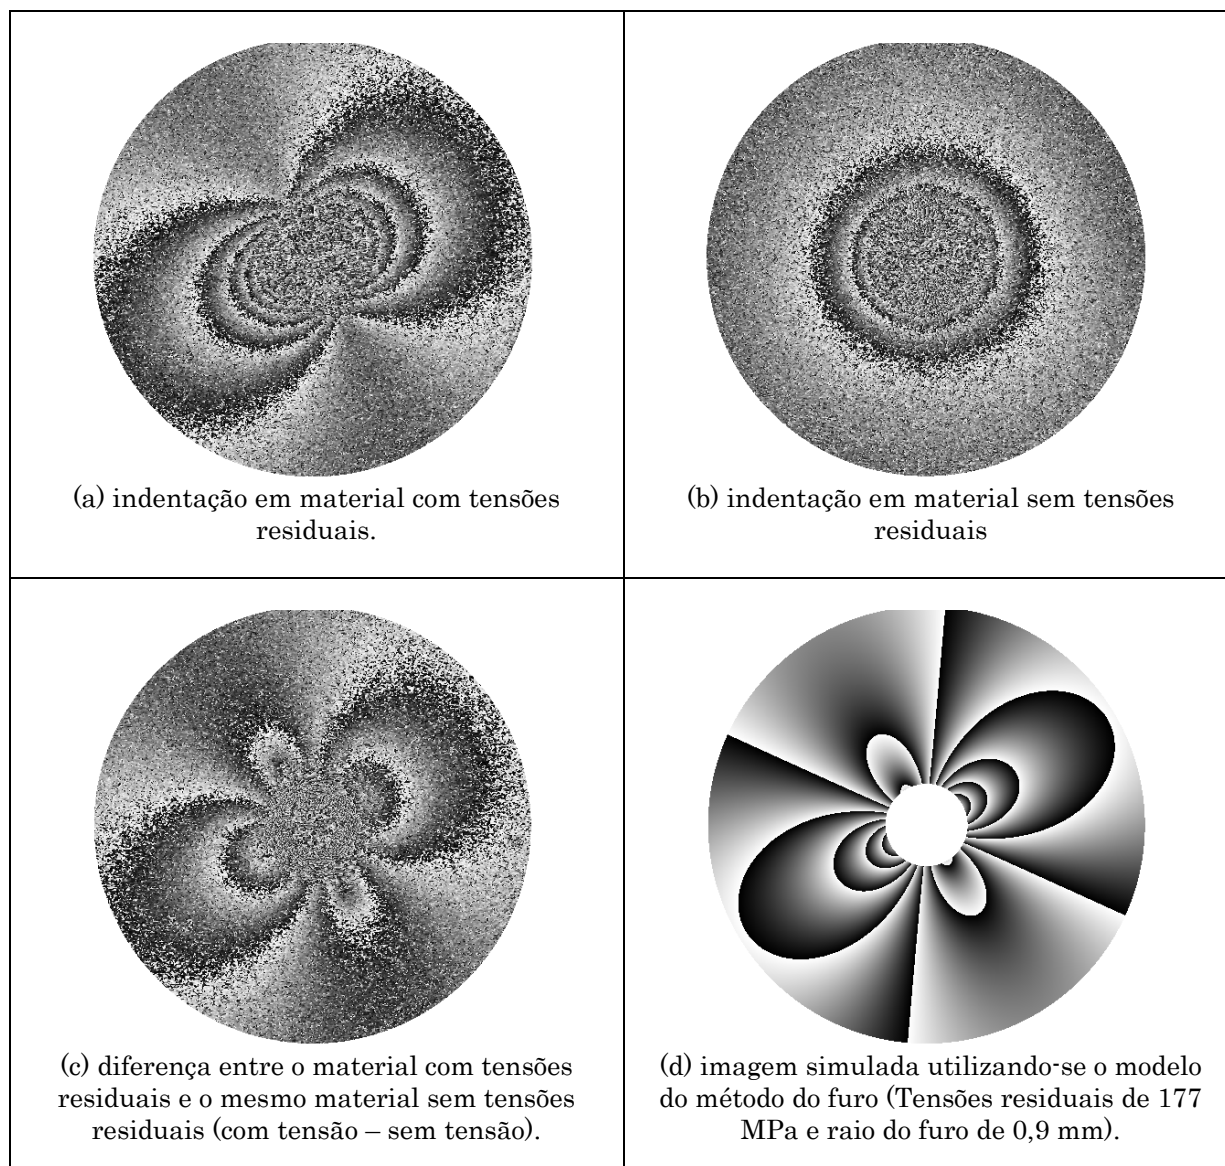 (a) indentação em material com tensões
residuais.
(b) indentação em material sem tensões
residuais
(c) diferença entre o material com tensões
residuais e o mesmo material sem tensões
residuais (com tensão – sem tensão).
(d) imagem simulada utilizando-se o modelo
do método do furo (Tensões residuais de 177
MPa e raio do furo de 0,9 mm).